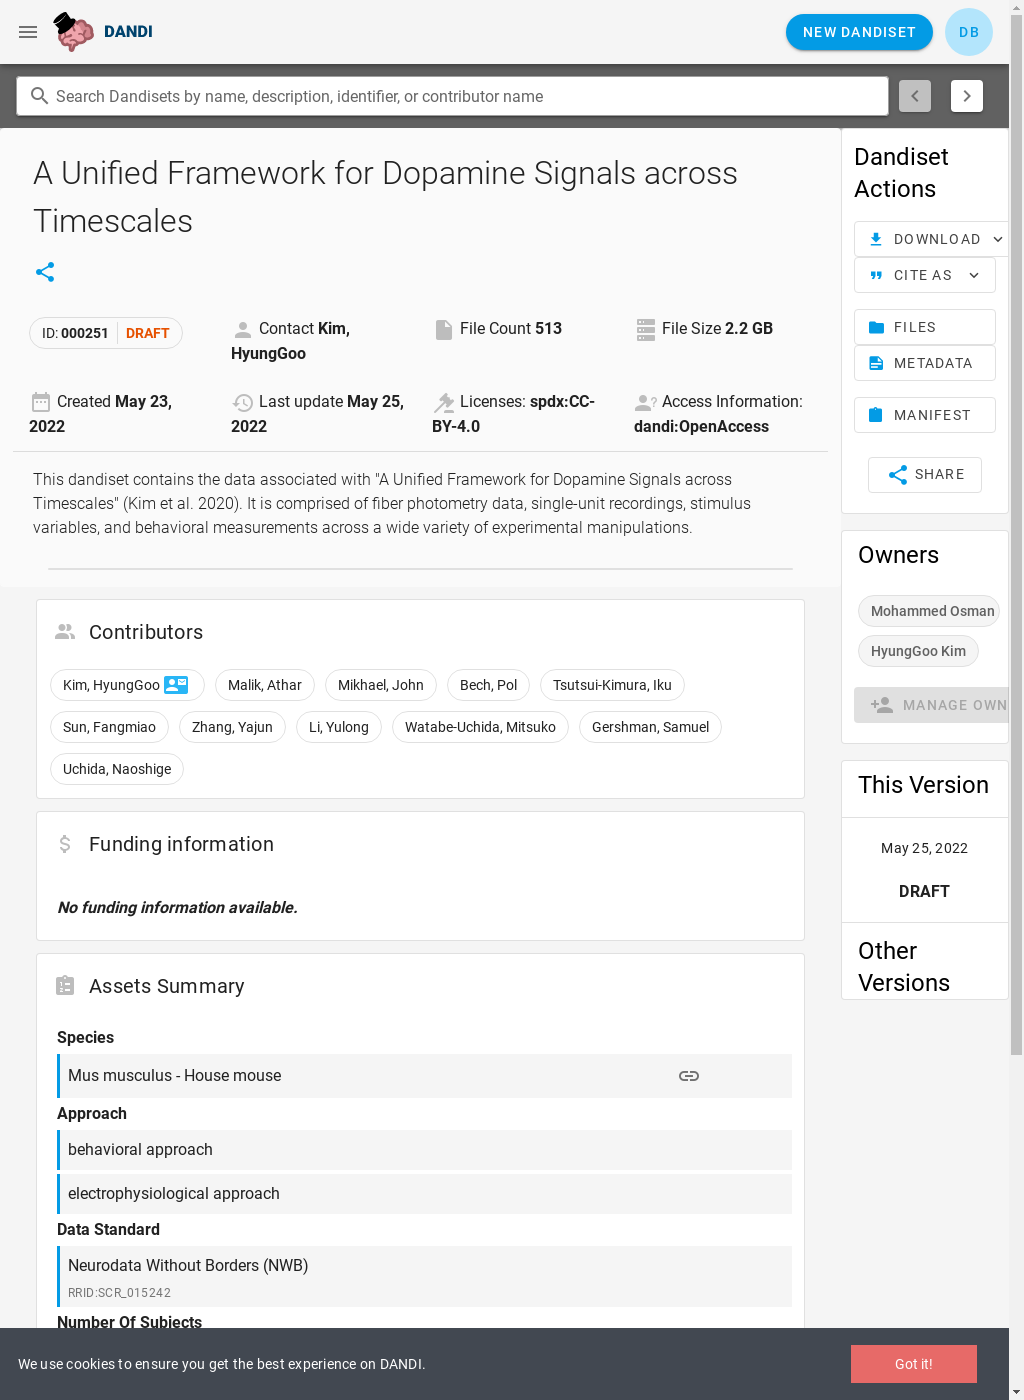 DANDI
NEW DANDISET
DB
Search Dandisets by name, description, identifier, or contributor name
A Unified Framework for Dopamine Signals across
Timescales
ID: 000251 DRAFT
Contact Kim,
HyungGoo
File Count 513
File Size 2.2 GB
Created May 23,
2022
Last update May 25,
2022
Licenses: spdx:CC-
BY-4.0
Access Information:
dandi:OpenAccess
This dandiset contains the data associated with "A Unified Framework for Dopamine Signals across
Timescales" (Kim et al. 2020). It is comprised of fiber photometry data, single-unit recordings, stimulus
variables, and behavioral measurements across a wide variety of experimental manipulations.
Contributors
Kim, HyungGoo
Malik, Athar
Mikhael, John
Bech, Pol
Tsutsui-Kimura, Iku
Sun, Fangmiao
Zhang, Yajun
Li, Yulong
Watabe-Uchida, Mitsuko
Gershman, Samuel
Uchida, Naoshige
Funding information
No funding information available.
Assets Summary
Species
Mus musculus - House mouse
Approach
behavioral approach
electrophysiological approach
Data Standard
Neurodata Without Borders (NWB)
RRID:SCR_015242
Number Of Subjects
Dandiset
Actions
DOWNLOAD
CITE AS
FILES
METADATA
MANIFEST
SHARE
Owners
Mohammed Osman
HyungGoo Kim
MANAGE OWN
This Version
May 25, 2022
DRAFT
Other
Versions
We use cookies to ensure you get the best experience on DANDI.
Got it!